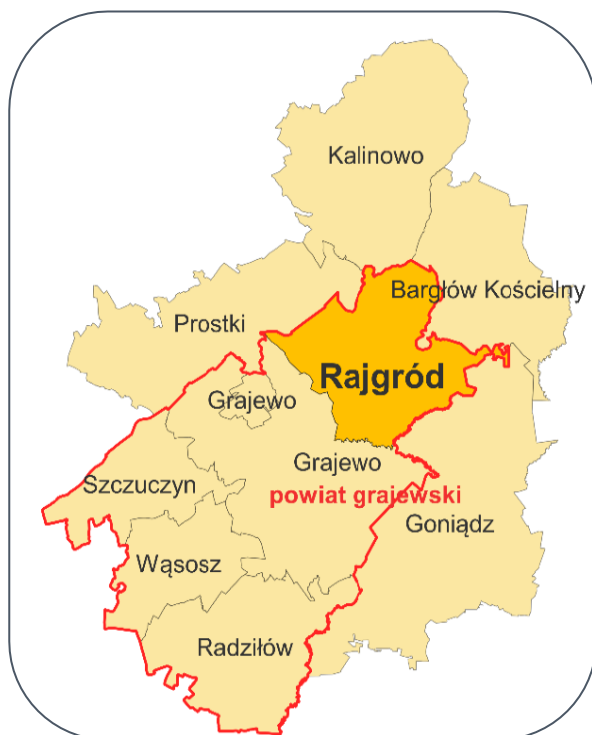 Kalinowo
Bargłów Kościelny
Prostki
Rajgród
Grajewo
Grajewo
Szczuczyn
powiat grajewski
Goniądz
Wąsosz
Radziłów